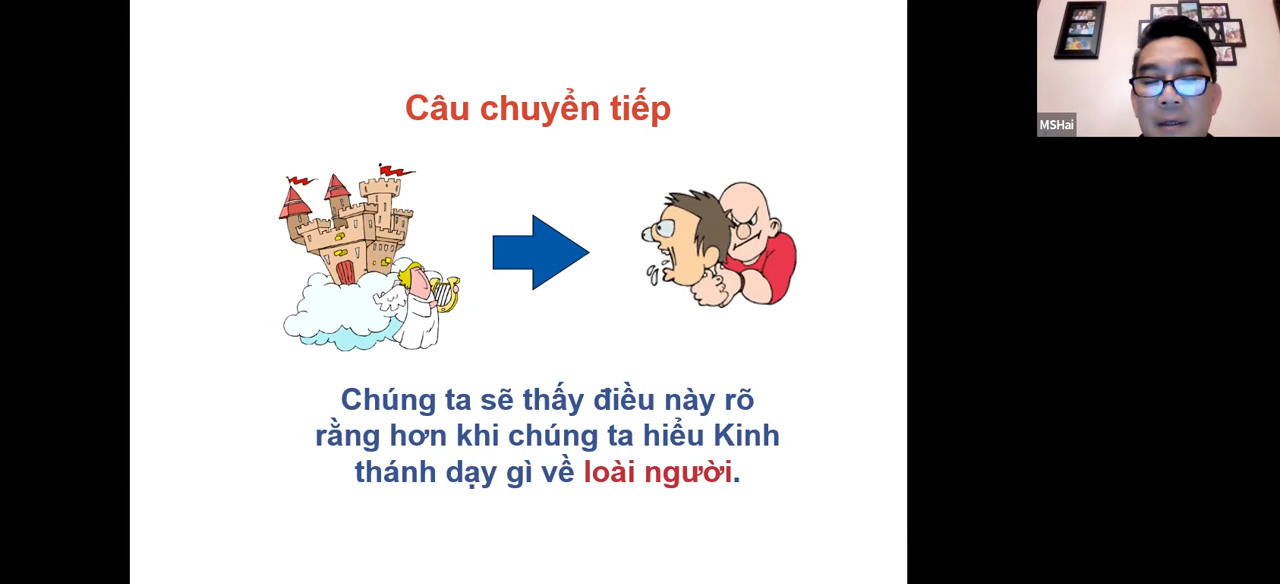 Câu chuyển tiếp
MSHai
Chúng ta sẽ thấy điều này rõ
rằng hơn khi chúng ta hiểu Kinh
thánh dạy gì về loài người.